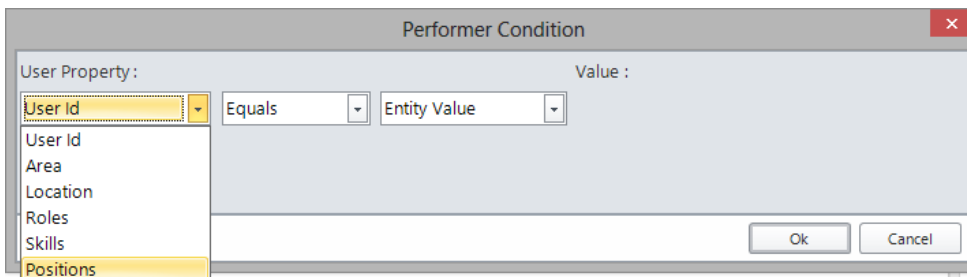 Performer Condition
User Property :
Value :
User Id
Equals
Entity Value
User Id
Area
Location
Roles
Skills
Positions
Ok
Cancel